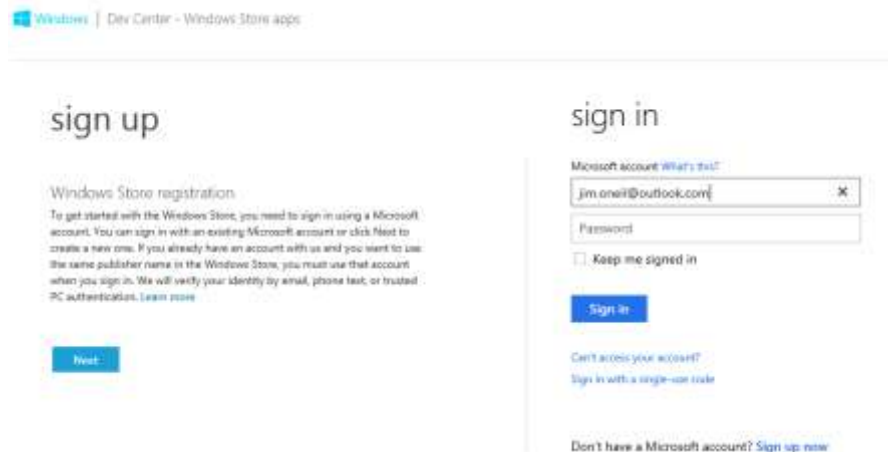 Windows | Dev Center - Windows Store apps
sign up
Windows Store registration
To get started with the Windows Store, you need to sign in using a Microsoft
account. You can sign in with an existing Microsoft account or click Next to
create a new one. If you already have an account with us and you want to use
the same publisher name in the Windows Store, you must use that account
when you sign in. We will verify your identity by email, phone text, or trusted
PC authentication. Learn more
Next
sign in
Microsoft account What's this?
jim.oneil@outlook.com
Password
Keep me signed in
Sign in
Can't access your account?
Sign in with a single-use code
Don't have a Microsoft account? Sign up now